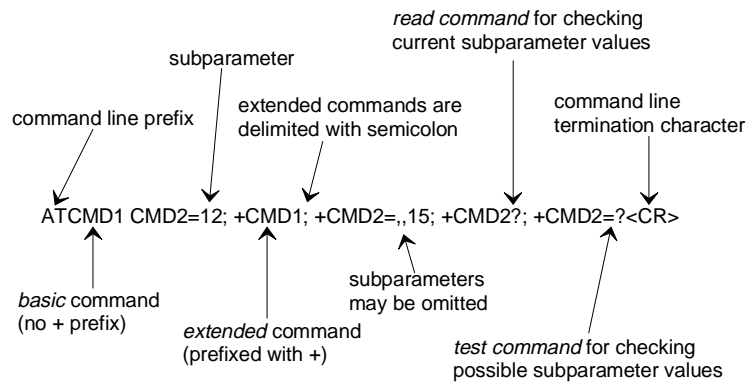 read command for checking
current subparameter values
subparameter
extended commands are
delimited with semicolon
command line
termination character
command line prefix
ATCMD1 CMD2=12; +CMD1; +CMD2=,,15; +CMD2?; +CMD2=?<CR>
basic command
(no + prefix)
extended command
(prefixed with +)
subparameters
may be omitted
test command for checking
possible subparameter values